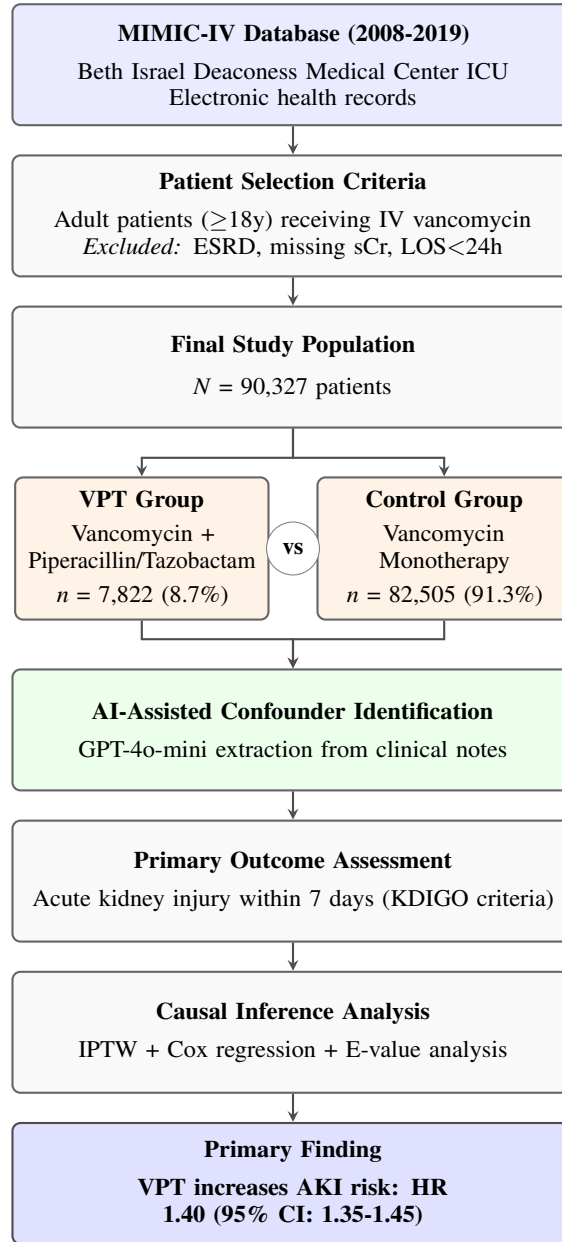 MIMIC-IV Database (2008-2019)
Beth Israel Deaconess Medical Center ICU
Electronic health records
Patient Selection Criteria
Adult patients (≥18y) receiving IV vancomycin
Excluded: ESRD, missing sCr, LOS<24h
Final Study Population
N = 90,327 patients
VPT Group
Vancomycin +
Piperacillin/Tazobactam
n = 7,822 (8.7%)
vs
Control Group
Vancomycin
Monotherapy
n = 82,505 (91.3%)
AI-Assisted Confounder Identification
GPT-4o-mini extraction from clinical notes
Primary Outcome Assessment
Acute kidney injury within 7 days (KDIGO criteria)
Causal Inference Analysis
IPTW + Cox regression + E-value analysis
Primary Finding
VPT increases AKI risk: HR
1.40 (95% CI: 1.35-1.45)